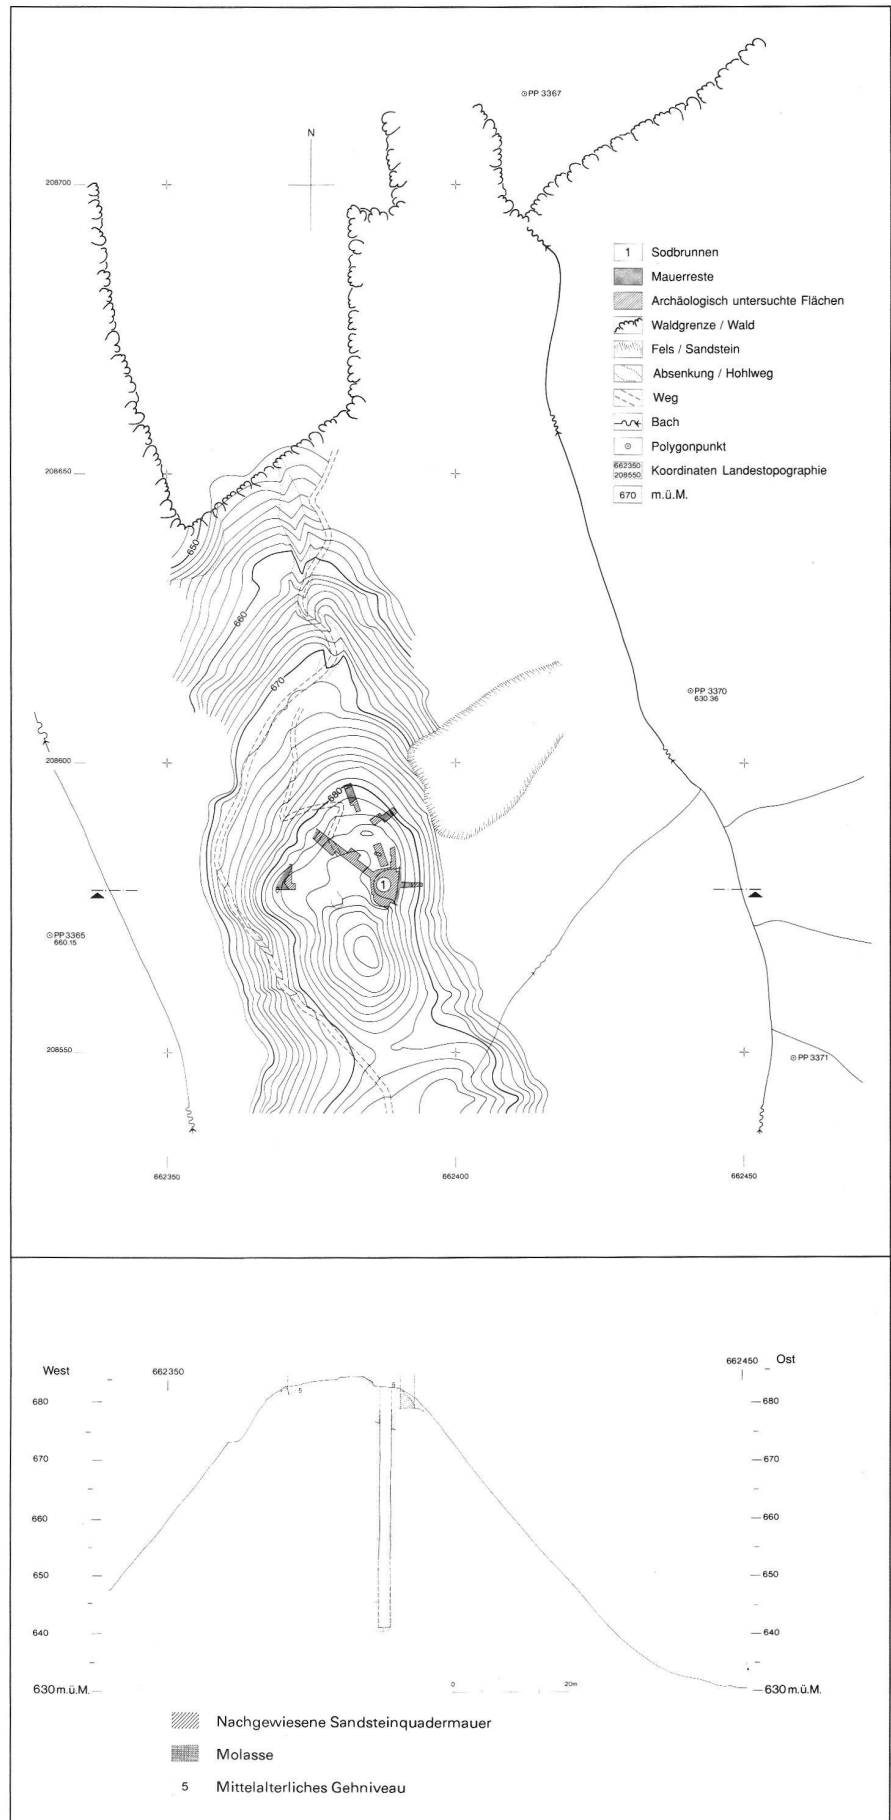 PP 3367
N
208700
1 Sodbrunnen
Mauerreste
Archäologisch untersuchte Flächen
Waldgrenze / Wald
Fels / Sandstein
Absenkung / Hohlweg
Weg
Bach
Polygonpunkt
662350
208550 Koordinaten Landestopographie
670 m.ü.M.
208650
650
660
670
PP 3370
630.36
208600
680
1
PP 3365
660.15
208550
PP 3371
662350 662400 662450
West 662350 662450 Ost
5 5
680 680
670 670
660 660
650 650
640 640
630 m.ü.M. 630 m.ü.M.
0 20m
Nachgewiesene Sandsteinquadermauer
Molasse
5 Mittelalterliches Gehniveau